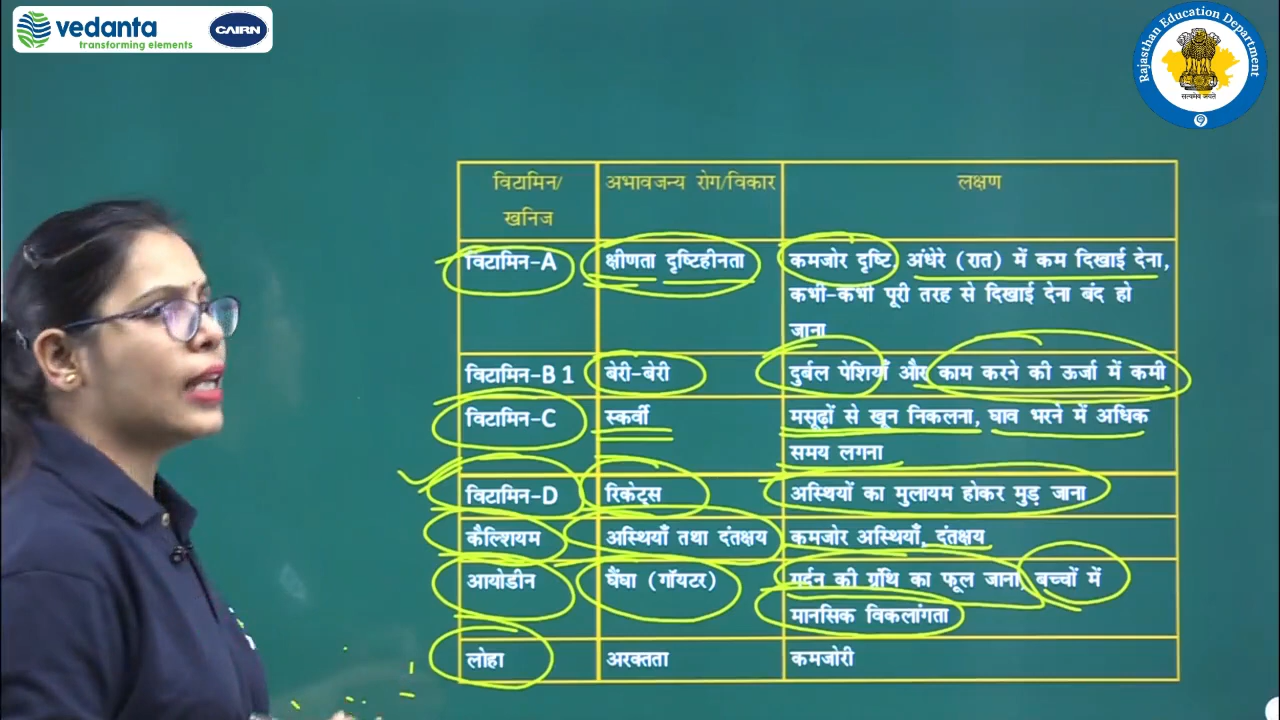 vedanta
transforming elements
CAIRN
Rajasthan Education Department
सत्यमेव जयते
विटामिन/
खनिज
अभावजन्य रोग/विकार
लक्षण
विटामिन-A
क्षीणता दृष्टिहीनता
कमजोर दृष्टि अंधेरे (रात) में कम दिखाई देना,
कभी-कभी पूरी तरह से दिखाई देना बंद हो
जाना
विटामिन-B 1
बेरी-बेरी
दुर्बल पेशियाँ और काम करने की ऊर्जा में कमी
विटामिन-C
स्कर्वी
मसूढ़ों से खून निकलना, घाव भरने में अधिक
समय लगना
विटामिन-D
रिकेट्स
अस्थियों का मुलायम होकर मुड़ जाना
कैल्शियम
अस्थियाँ तथा दंतक्षय
कमजोर अस्थियाँ, दंतक्षय
आयोडीन
घैंघा (गॉयटर)
गर्दन की ग्रंथि का फूल जाना, बच्चों में
मानसिक विकलांगता
लोहा
अरक्तता
कमजोरी